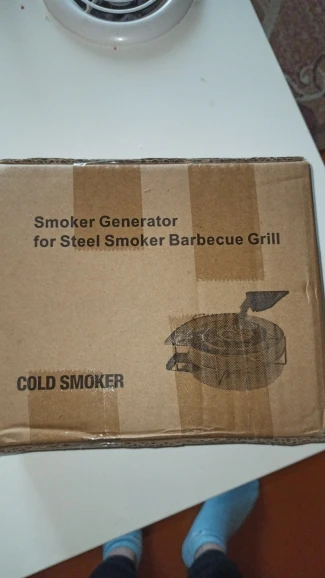 Smoker Generator
for Steel Smoker Barbecue Grill
COLD SMOKER